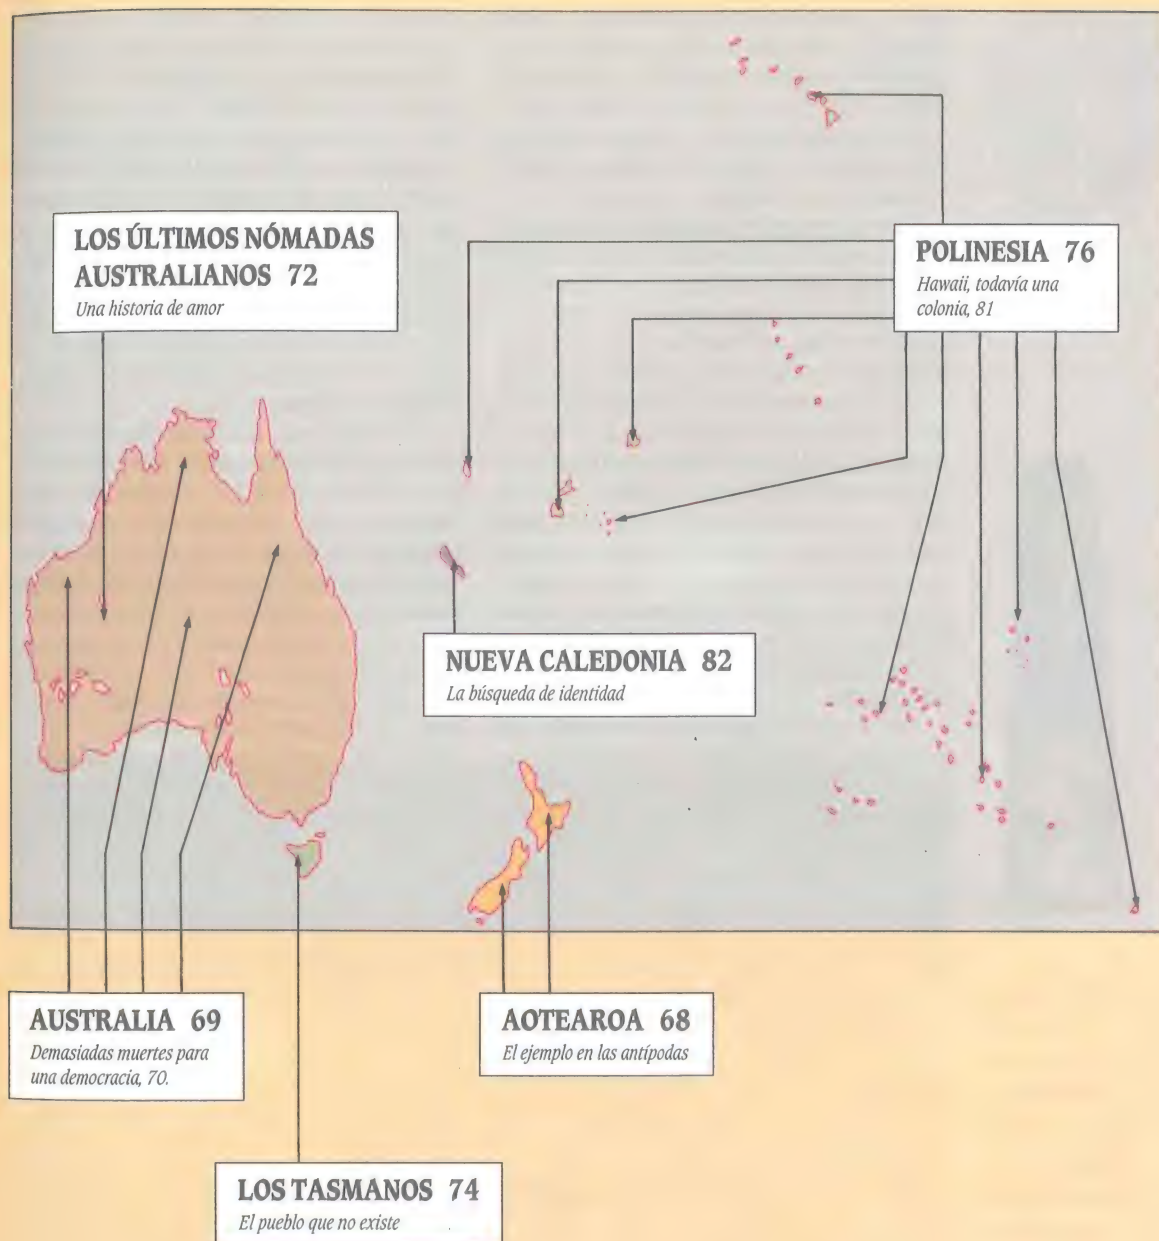 LOS ÚLTIMOS NÓMADAS
AUSTRALIANOS 72
Una historia de amor
POLINESIA 76
Hawaii, todavía una
colonia, 81
NUEVA CALEDONIA 82
La búsqueda de identidad
AUSTRALIA 69
Demasiadas muertes para
una democracia, 70.
AOTEAROA 68
El ejemplo en las antípodas
LOS TASMANOS 74
El pueblo que no existe